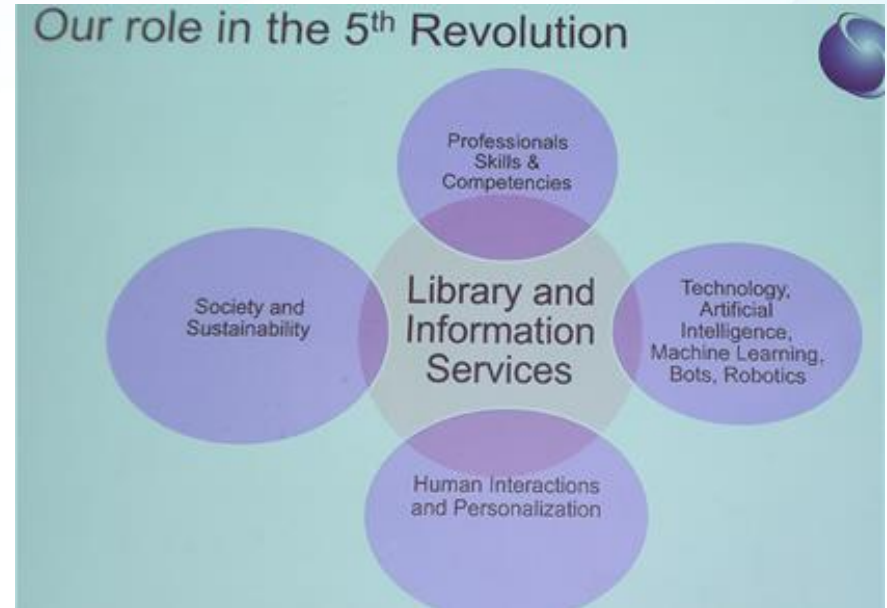 Our role in the 5th Revolution
Professionals
Skills &
Competencies
Society and
Sustainability
Library and
Information
Services
Technology,
Artificial
Intelligence,
Machine Learning,
Bots, Robotics
Human Interactions
and Personalization